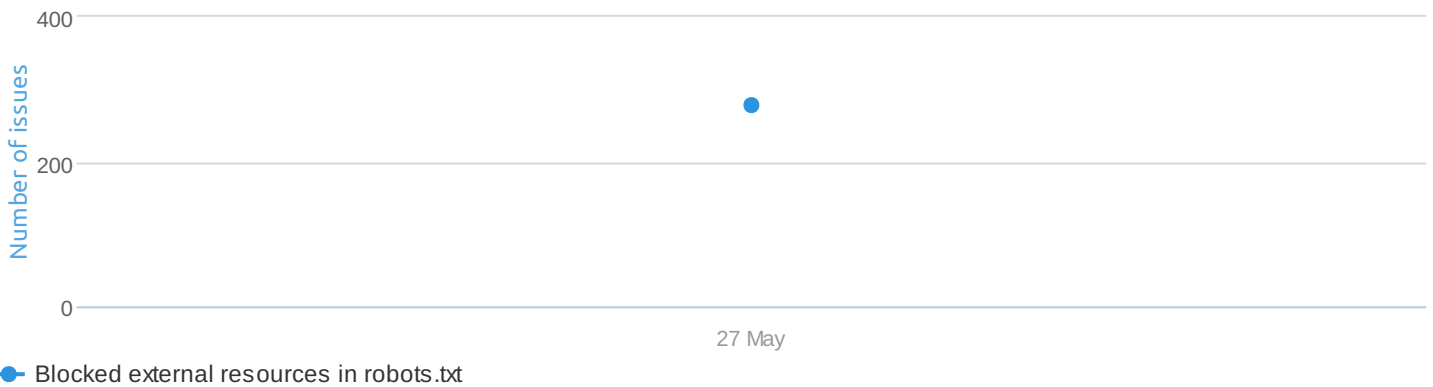 400
Number of issues
200
0
27 May
Blocked external resources in robots.txt